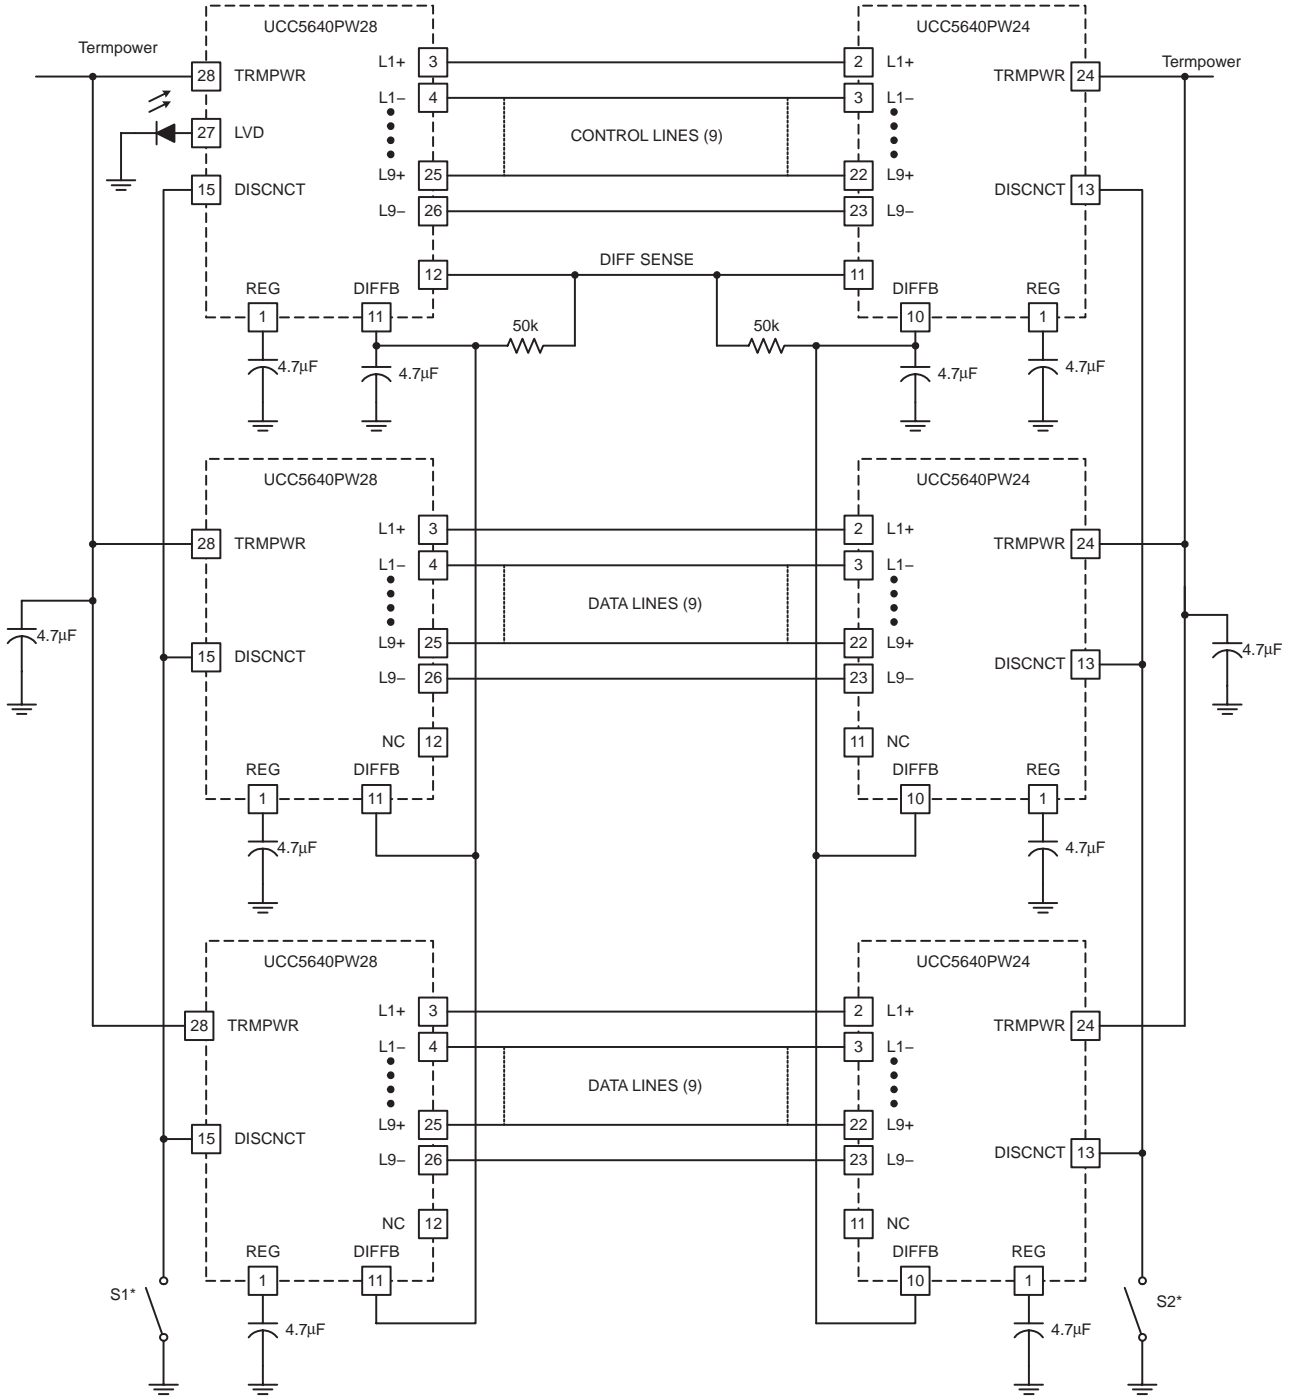 UCC5640PW28 UCC5640PW24
Termpower Termpower
L1+ 3 2 L1+
28 TRMPWR TRMPWR 24
L1– 4 3 L1–
27 LVD CONTROL LINES (9)
L9+ 25 22 L9+
15 DISCNCT DISCNCT 13
L9– 26 23 L9–
DIFF SENSE
12 11
REG DIFFB DIFFB REG
1 11 10 1
50k 50k
4.7μF 4.7μF 4.7μF 4.7μF
UCC5640PW28 UCC5640PW24
L1+ 3 2 L1+
28 TRMPWR TRMPWR 24
L1– 4 3 L1–
DATA LINES (9)
4.7μF L9+ 25 22 L9+ 4.7μF
15 DISCNCT DISCNCT 13
L9– 26 23 L9–
NC 12 11 NC
REG DIFFB DIFFB REG
1 11 10 1
4.7μF 4.7μF
UCC5640PW28 UCC5640PW24
L1+ 3 2 L1+
28 TRMPWR TRMPWR 24
L1– 4 3 L1–
DATA LINES (9)
L9+ 25 22 L9+
15 DISCNCT DISCNCT 13
L9– 26 23 L9–
NC 12 11 NC
REG DIFFB DIFFB REG
1 11 10 1
S1* S2*
4.7μF 4.7μF